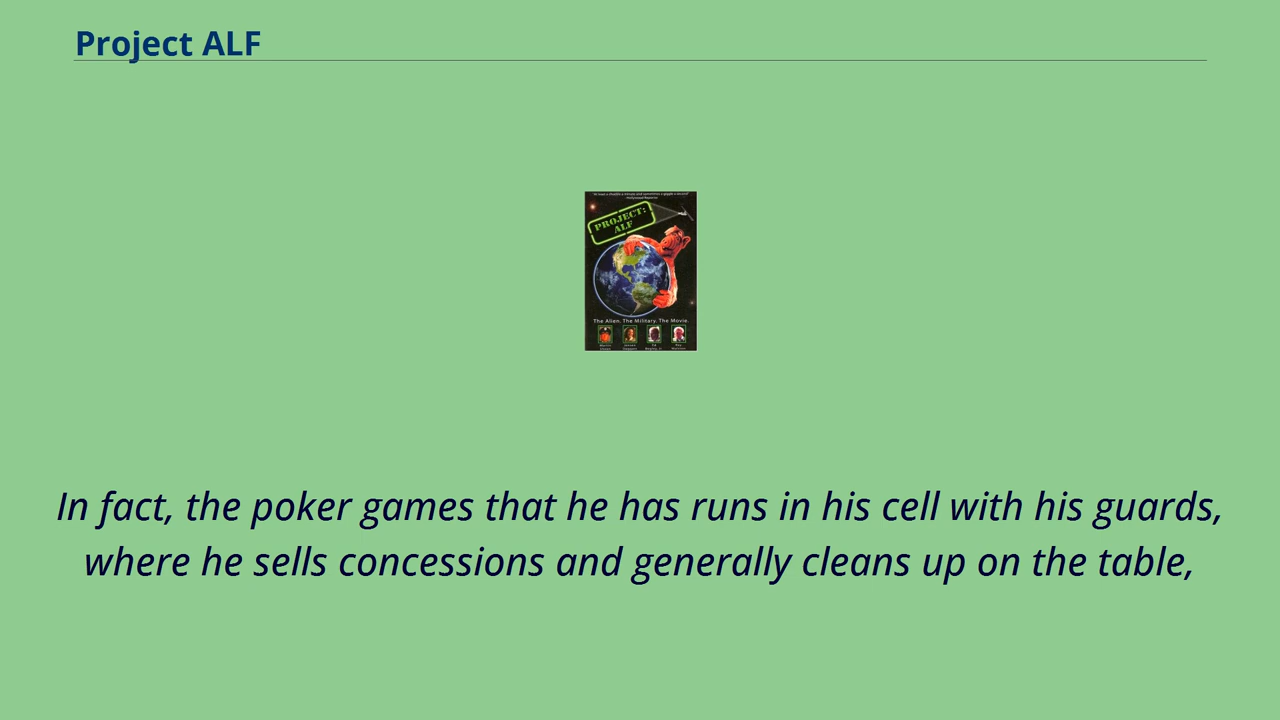 Project ALF
PROJECT:
ALF
The Alien. The Military. The Movie.
In fact, the poker games that he has runs in his cell with his guards,
where he sells concessions and generally cleans up on the table,